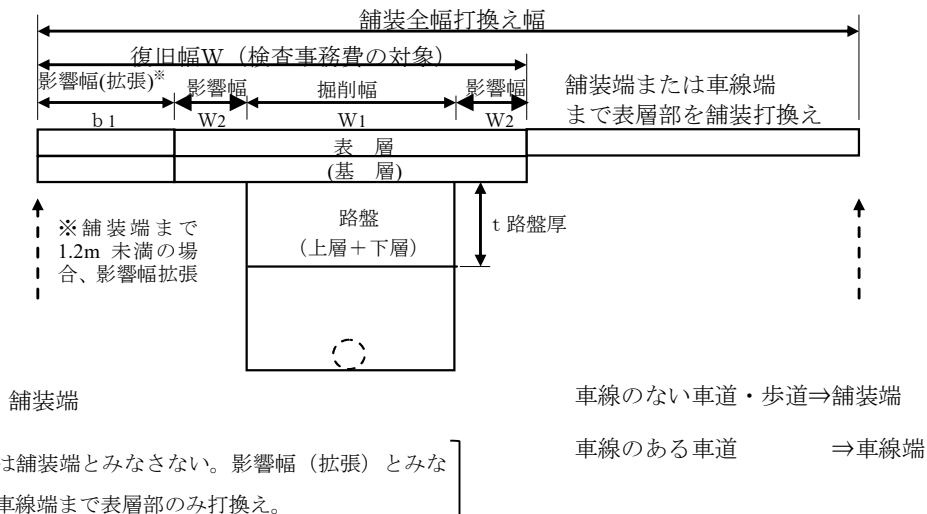 舗装全幅打換え幅
復旧幅W（検査事務費の対象）
影響幅(拡張)※
影響幅
掘削幅
影響幅
舗装端または車線端
まで表層部を舗装打換え
b1
W2
W1
W2
表　層
(基　層)
※舗装端まで
1.2m 未満の場
合、影響幅拡張
路盤
（上層＋下層）
t 路盤厚
舗装端
車線のない車道・歩道⇒舗装端
車線のある車道　　　⇒車線端
は舗装端とみなさない。影響幅（拡張）とみな
車線端まで表層部のみ打換え。